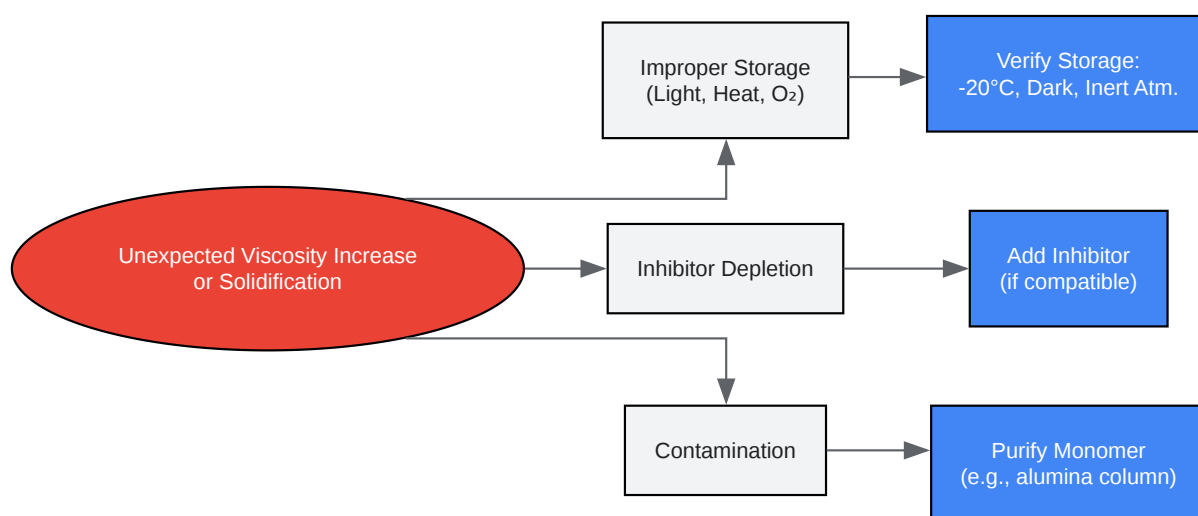 Improper Storage
(Light, Heat, O₂)
Verify Storage:
-20°C, Dark, Inert Atm.
Unexpected Viscosity Increase
or Solidification
Inhibitor Depletion
Add Inhibitor
(if compatible)
Contamination
Purify Monomer
(e.g., alumina column)